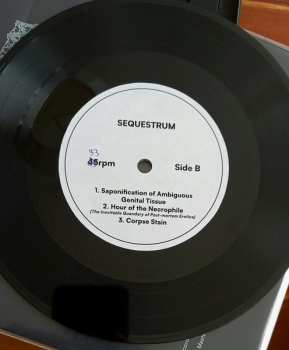 SEQUESTRUM
33
45rpm Side B
1. Saponification of Ambiguous
Genital Tissue
2. Hour of the Necrophile
(The Inevitable Quandary of Post-mortem Erotica)
3. Corpse Stain